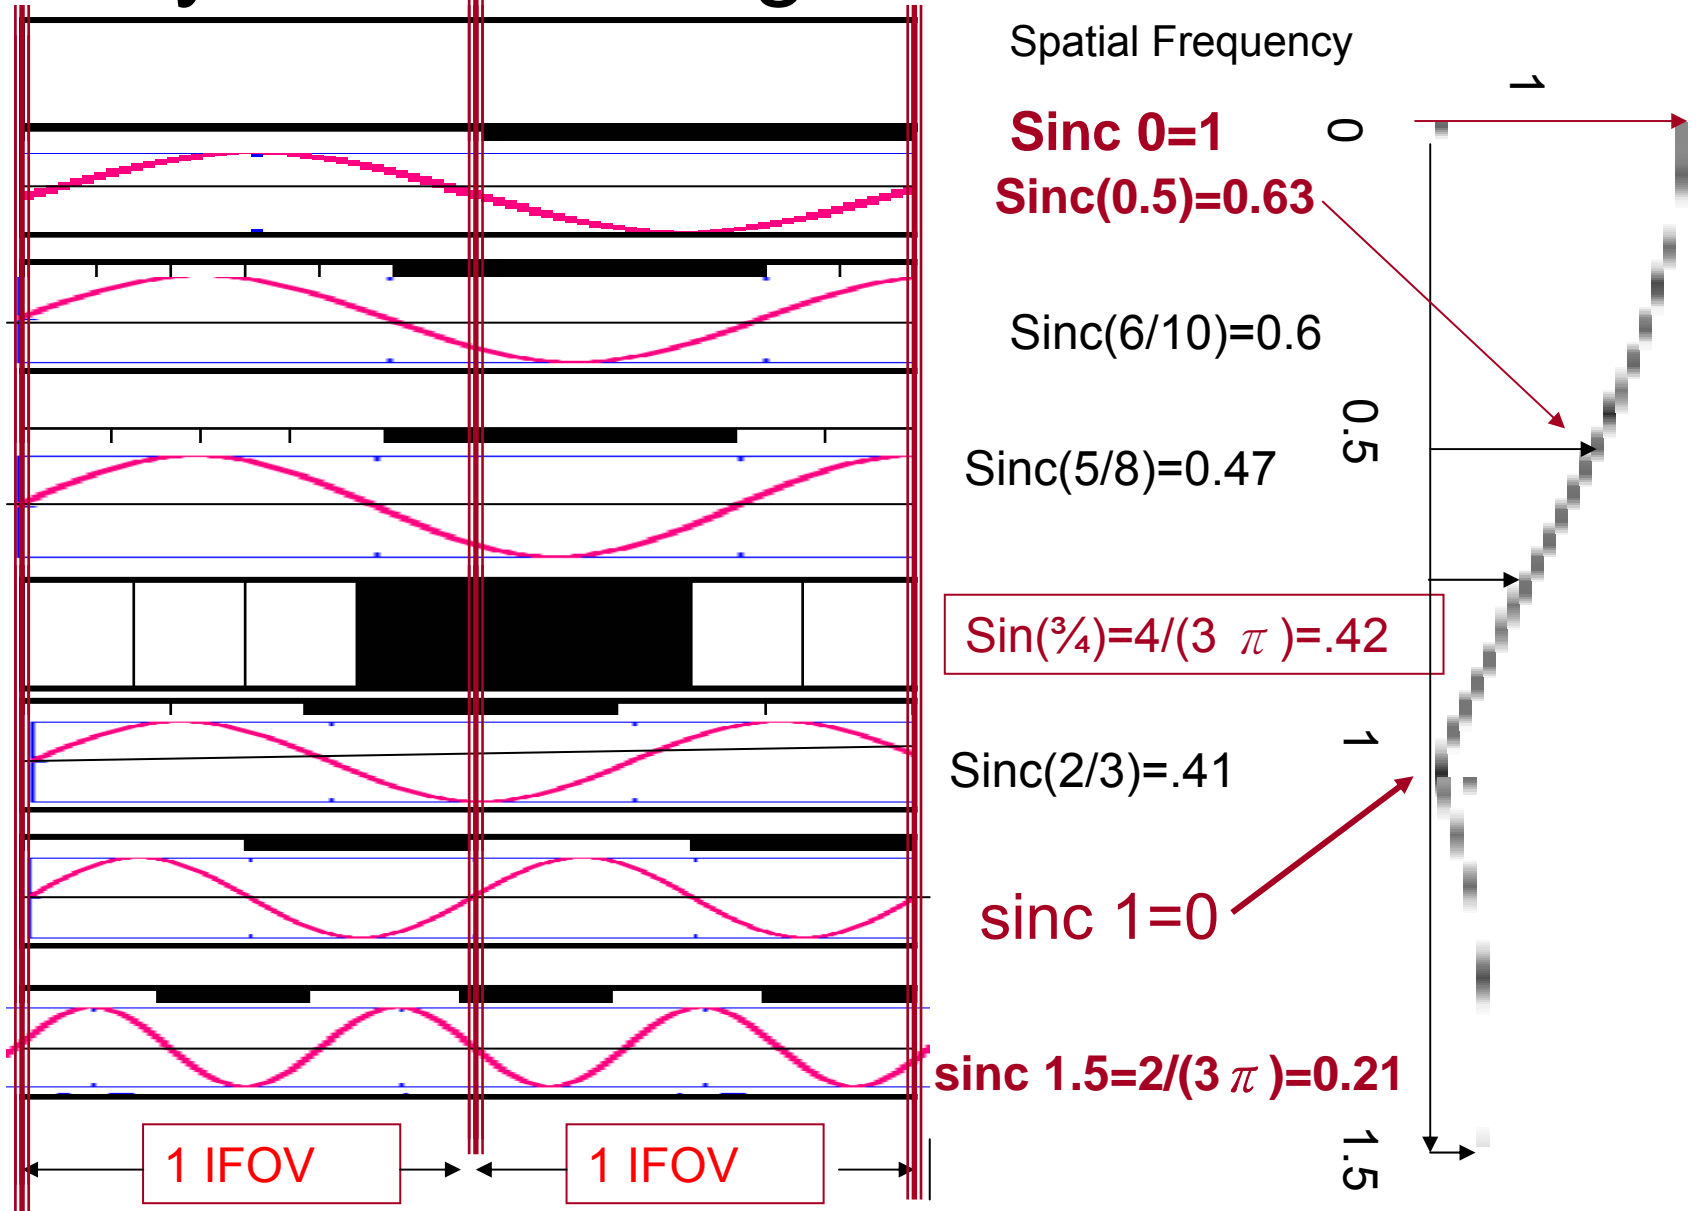 Spatial Frequency
1
Sinc 0=1
0
Sinc(0.5)=0.63
Sinc(6/10)=0.6
0.5
Sinc(5/8)=0.47
Sin(¾)=4/(3 π )=.42
1
Sinc(2/3)=.41
sinc 1=0
sinc 1.5=2/(3 π )=0.21
1.5
1 IFOV
1 IFOV